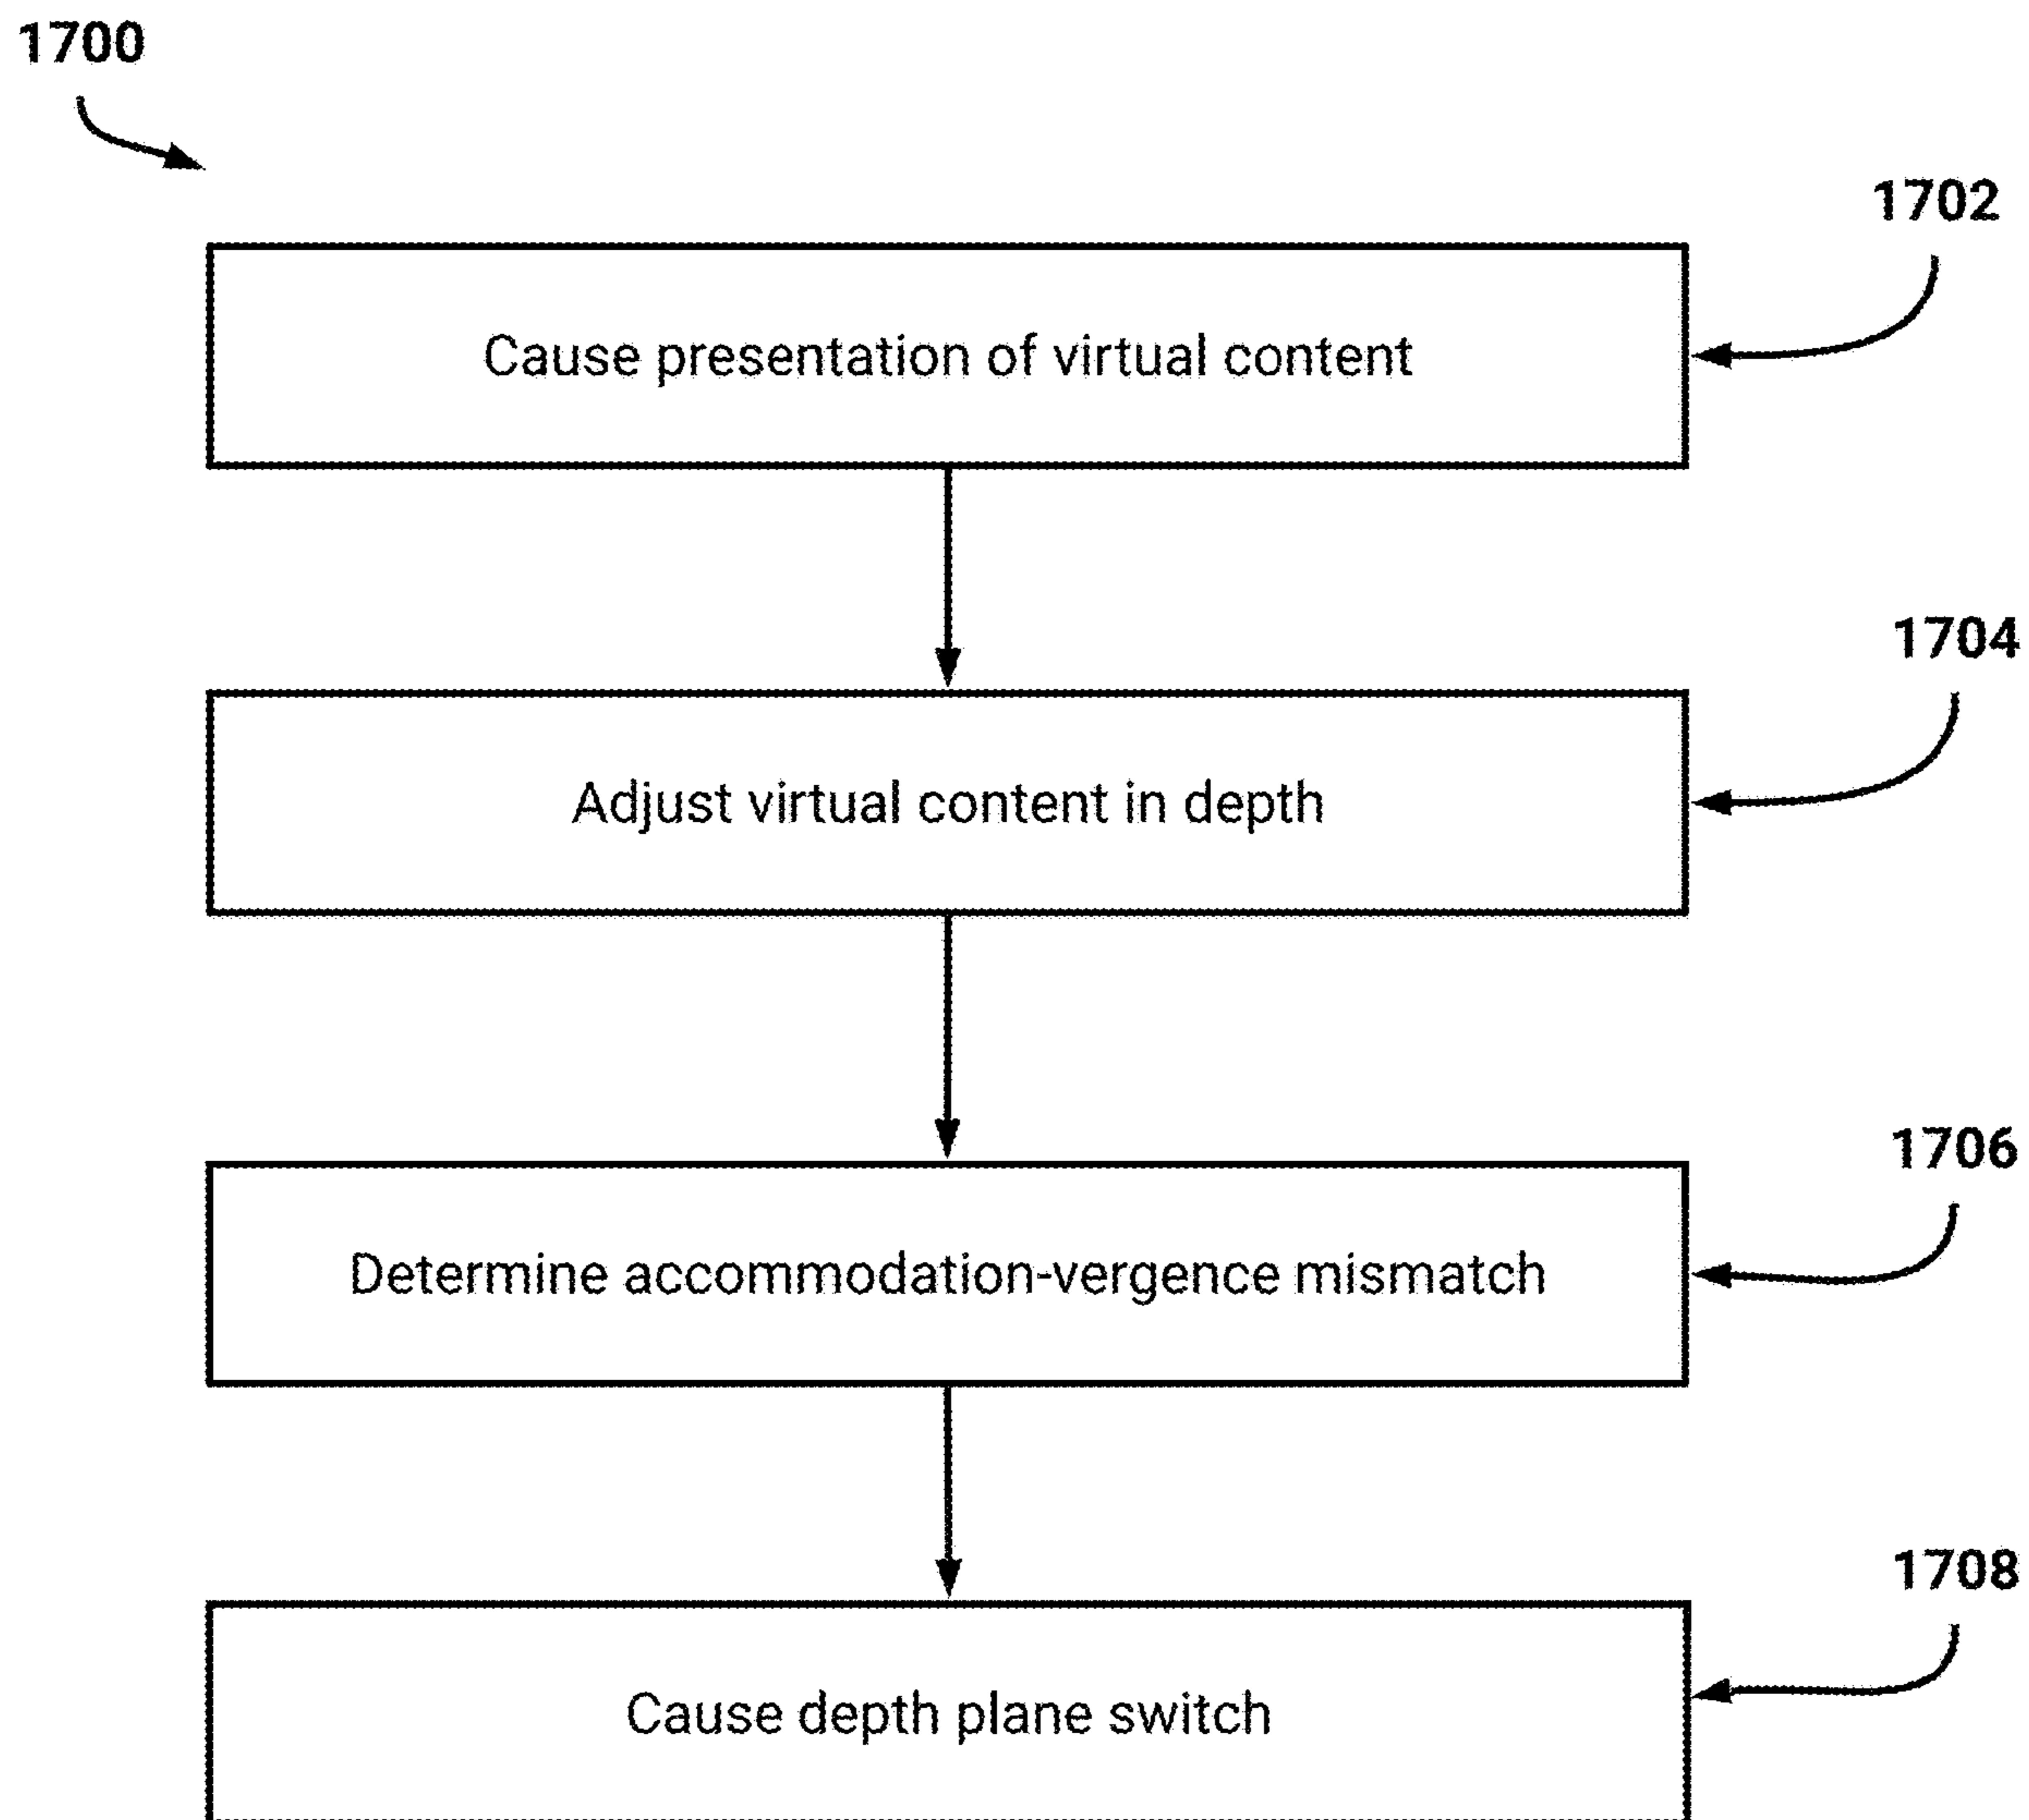 1700
1702
Cause presentation of virtual content
1704
Adjust virtual content in depth
1706
Determine accommodation-vergence mismatch
1708
Cause depth plane switch